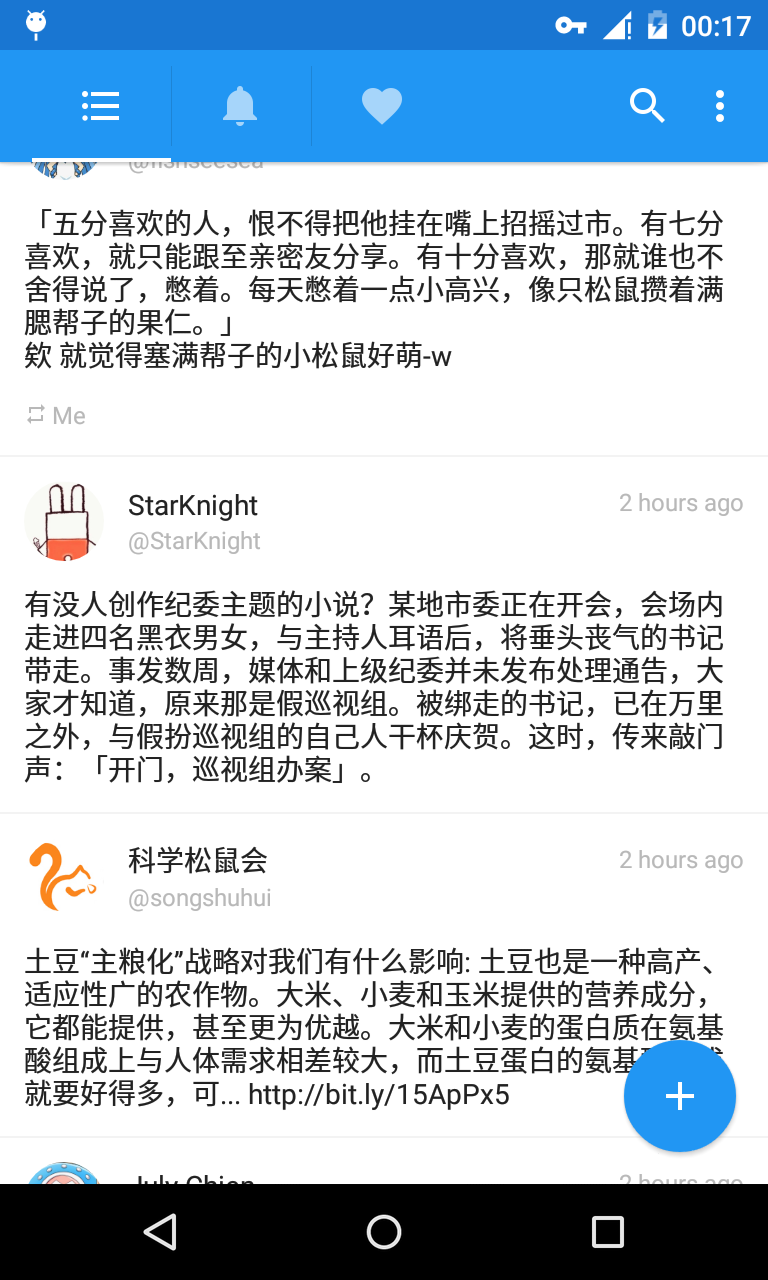 00:17
「五分喜欢的人，恨不得把他挂在嘴上招摇过市。有七分
喜欢，就只能跟至亲密友分享。有十分喜欢，那就谁也不
舍得说了，憋着。每天憋着一点小高兴，像只松鼠攒着满
腮帮子的果仁。」
欸 就觉得塞满帮子的小松鼠好萌-w
Me
StarKnight
2 hours ago
@StarKnight
有没人创作纪委主题的小说？某地市委正在开会，会场内
走进四名黑衣男女，与主持人耳语后，将垂头丧气的书记
带走。事发数周，媒体和上级纪委并未发布处理通告，大
家才知道，原来那是假巡视组。被绑走的书记，已在万里
之外，与假扮巡视组的自己人干杯庆贺。这时，传来敲门
声：「开门，巡视组办案」。
科学松鼠会
2 hours ago
@songshuhui
土豆“主粮化”战略对我们有什么影响: 土豆也是一种高产、
适应性广的农作物。大米、小麦和玉米提供的营养成分，
它都能提供，甚至更为优越。大米和小麦的蛋白质在氨基
酸组成上与人体需求相差较大，而土豆蛋白的氨基
就要好得多，可... http://bit.ly/15ApPx5
July Chien
2 hours ago